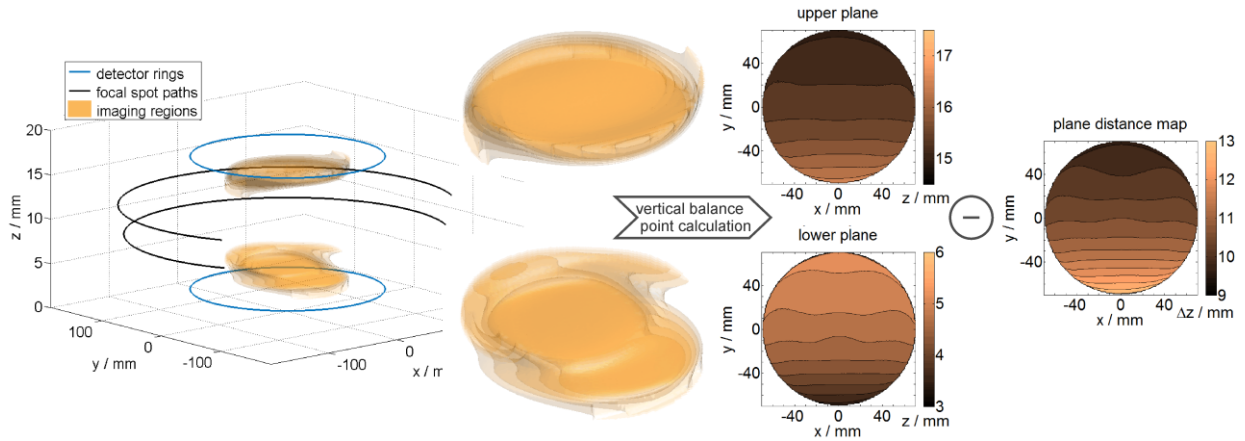 detector rings
focal spot paths
imaging regions
20
15
10
5
0
z / mm
100
0
-100
y / mm
-100
0
x / m
vertical balance
point calculation
upper plane
40
0
-40
y / mm
-40 0 40
x / mm
17
16
15
z / mm
lower plane
40
0
-40
y / mm
-40 0 40
x / mm
6
5
4
3
z / mm
plane distance map
40
0
-40
y / mm
-40 0 40
x / mm
13
12
11
10
9
Δz / mm